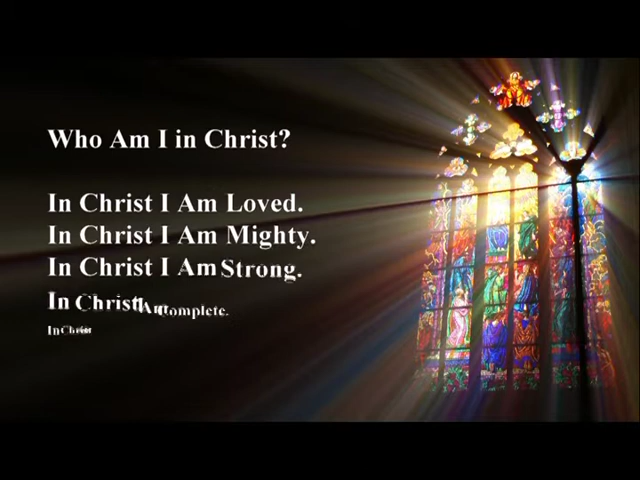 Who Am I in Christ?
In Christ I Am Loved.
In Christ I Am Mighty.
In Christ I Am Strong.
In Christ I Am Complete.
In Christ